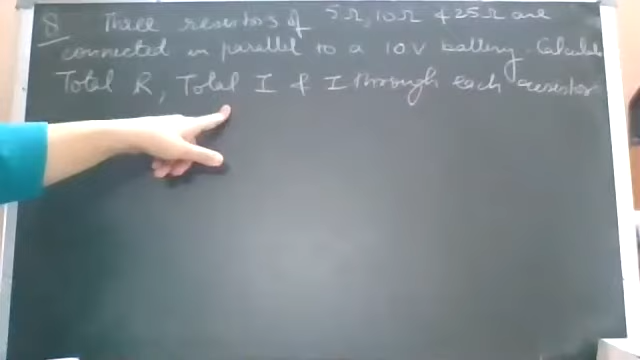 8 Three resistors of 5Ω, 10Ω & 25Ω are
connected in parallel to a 10V battery. Calculate
Total R, Total I & I through each resistor